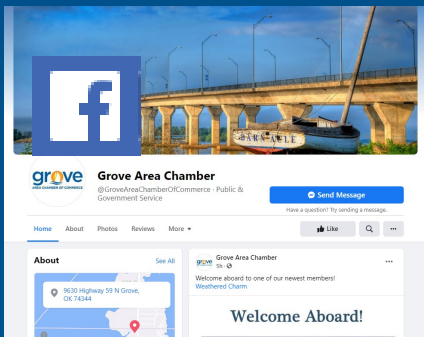 BARN-ACLE
grove
AREA CHAMBER OF COMMERCE
Grove Area Chamber
@GroveAreaChamberOfCommerce · Public &
Government Service
Send Message
Have a question? Try sending a message.
Home About Photos Reviews More
Like
About
See All
9630 Highway 59 N Grove,
OK 74344
grove
Grove Area Chamber
5h ·
Welcome aboard to one of our newest members!
Weathered Charm
Welcome Aboard!